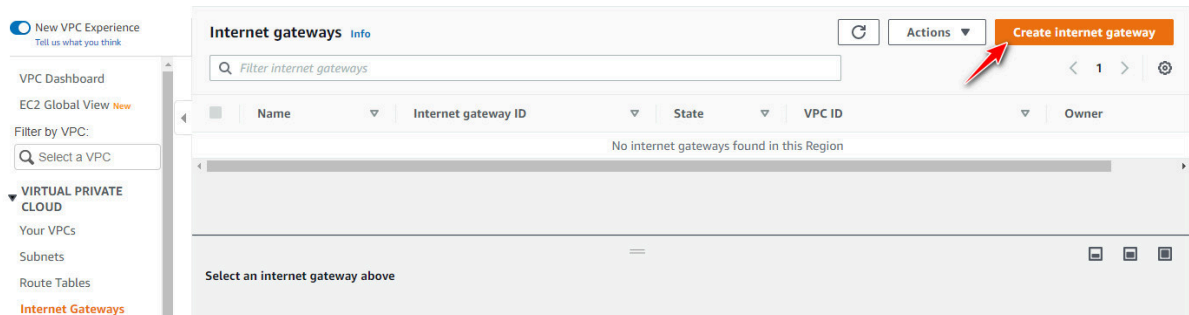 New VPC Experience
Tell us what you think
VPC Dashboard
EC2 Global View New
Filter by VPC:
Select a VPC
VIRTUAL PRIVATE
CLOUD
Your VPCs
Subnets
Route Tables
Internet Gateways
Internet gateways Info
Actions
Create internet gateway
Filter internet gateways
1
Name Internet gateway ID State VPC ID Owner
No internet gateways found in this Region
Select an internet gateway above